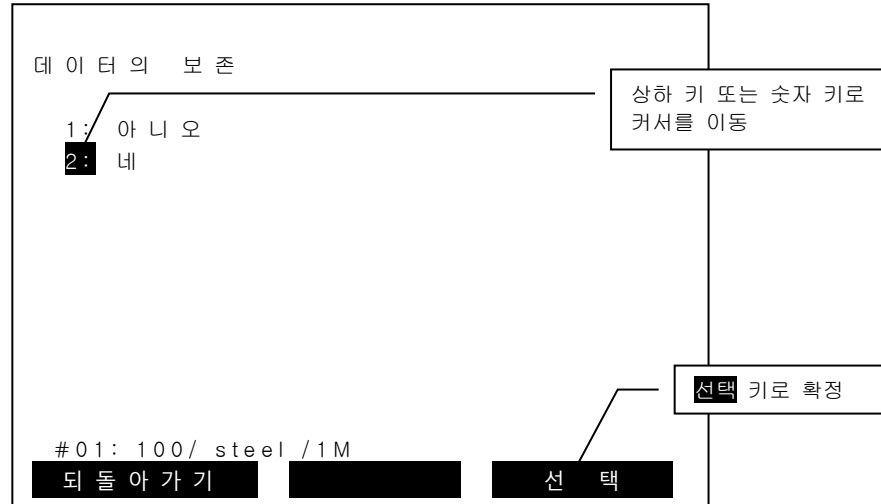 데이터의 보존
상하 키 또는 숫자 키로
커서를 이동
1: 아니오
2: 네
선택 키로 확정
#01: 100/ steel /1M
되돌아가기 선 택